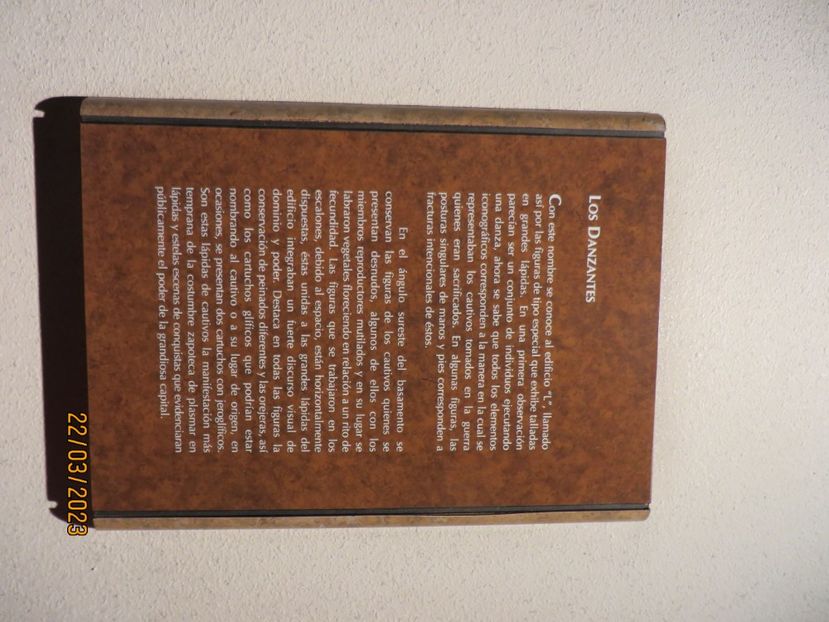 LOS DANZANTES
Con este nombre se conoce al edificio "L", llamado
así por las figuras de tipo especial que exhibe talladas
en grandes lápidas. En una primera observación
parecían ser un conjunto de individuos ejecutando
una danza, ahora se sabe que todos los elementos
iconográficos corresponden a la manera en la cual se
representaban los cautivos tomados en la guerra
quienes eran sacrificados. En algunas figuras, las
posturas singulares de manos y pies corresponden a
fracturas intencionales de éstos.
En el ángulo sureste del basamento se
conservan las figuras de los cautivos quienes se
presentan desnudos, algunos de ellos con los
miembros reproductores mutilados y en su lugar se
labraron vegetales floreciendo en relación a un rito de
fecundidad. Las figuras que se trabajaron en los
escalones, debido al espacio, están horizontalmente
dispuestas, éstas unidas a las grandes lápidas del
edificio integraban un fuerte discurso visual de
dominio y poder. Destaca en todas las figuras la
conservación de peinados diferentes y las orejeras, así
como los cartuchos glíficos que podrían estar
nombrando al cautivo o a su lugar de origen, en
ocasiones, se presentan dos cartuchos con jeroglíficos.
Son estas lápidas de cautivos la manifestación más
temprana de la costumbre zapoteca de plasmar en
lápidas y estelas escenas de conquistas que evidenciaran
públicamente el poder de la grandiosa capital.
22/03/2023